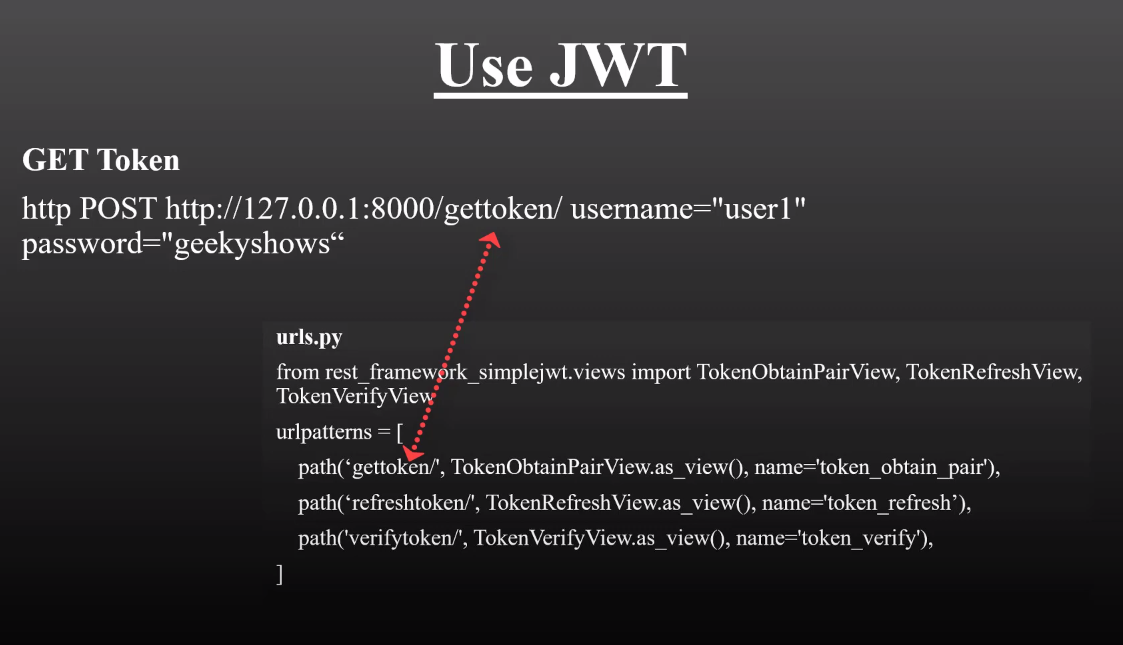 Use JWT
GET Token
http POST http://127.0.0.1:8000/gettoken/ username="user1"
password="geekyshows“
urls.py
from rest_framework_simplejwt.views import TokenObtainPairView, TokenRefreshView,
TokenVerifyView
urlpatterns = [
path(‘gettoken/', TokenObtainPairView.as_view(), name='token_obtain_pair'),
path(‘refreshtoken/', TokenRefreshView.as_view(), name='token_refresh’),
path('verifytoken/', TokenVerifyView.as_view(), name='token_verify'),
]